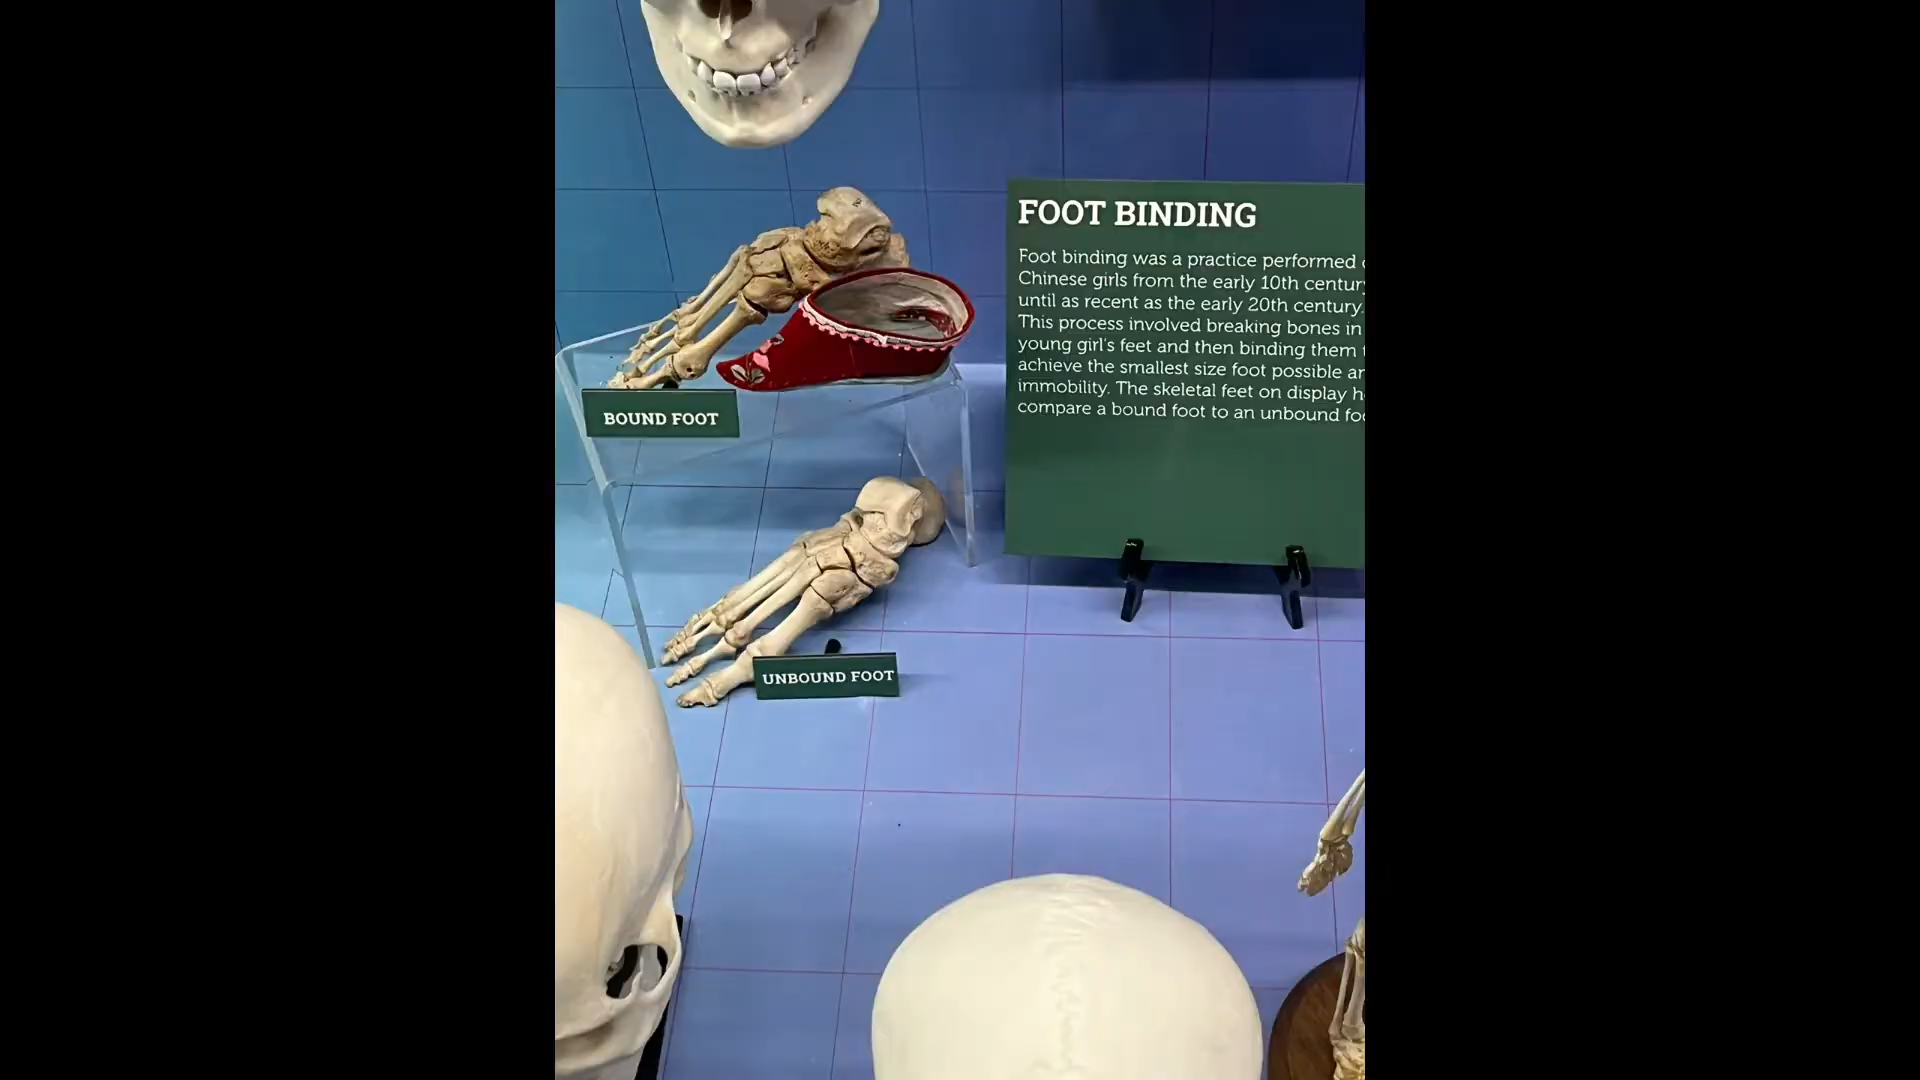 FOOT BINDING
Foot binding was a practice performed
Chinese girls from the early 10th century
until as recent as the early 20th century.
This process involved breaking bones in
young girl's feet and then binding them
achieve the smallest size foot possible
immobility. The skeletal feet on display
compare a bound foot to an unbound
BOUND FOOT
UNBOUND FOOT